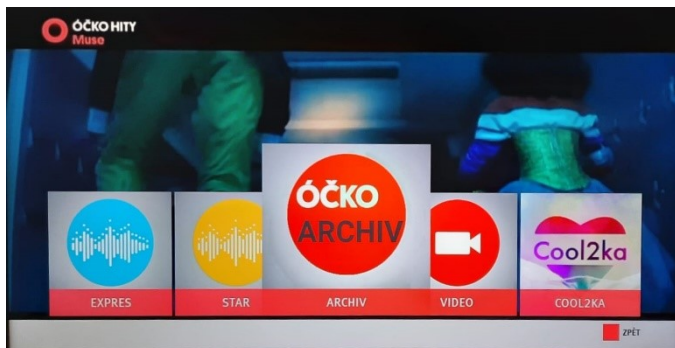 ÓČKO HITY
Muse
ÓČKO
ARCHIV
Cool2ka
EXPRES
STAR
ARCHIV
VIDEO
COOL2KA
ZPĚT